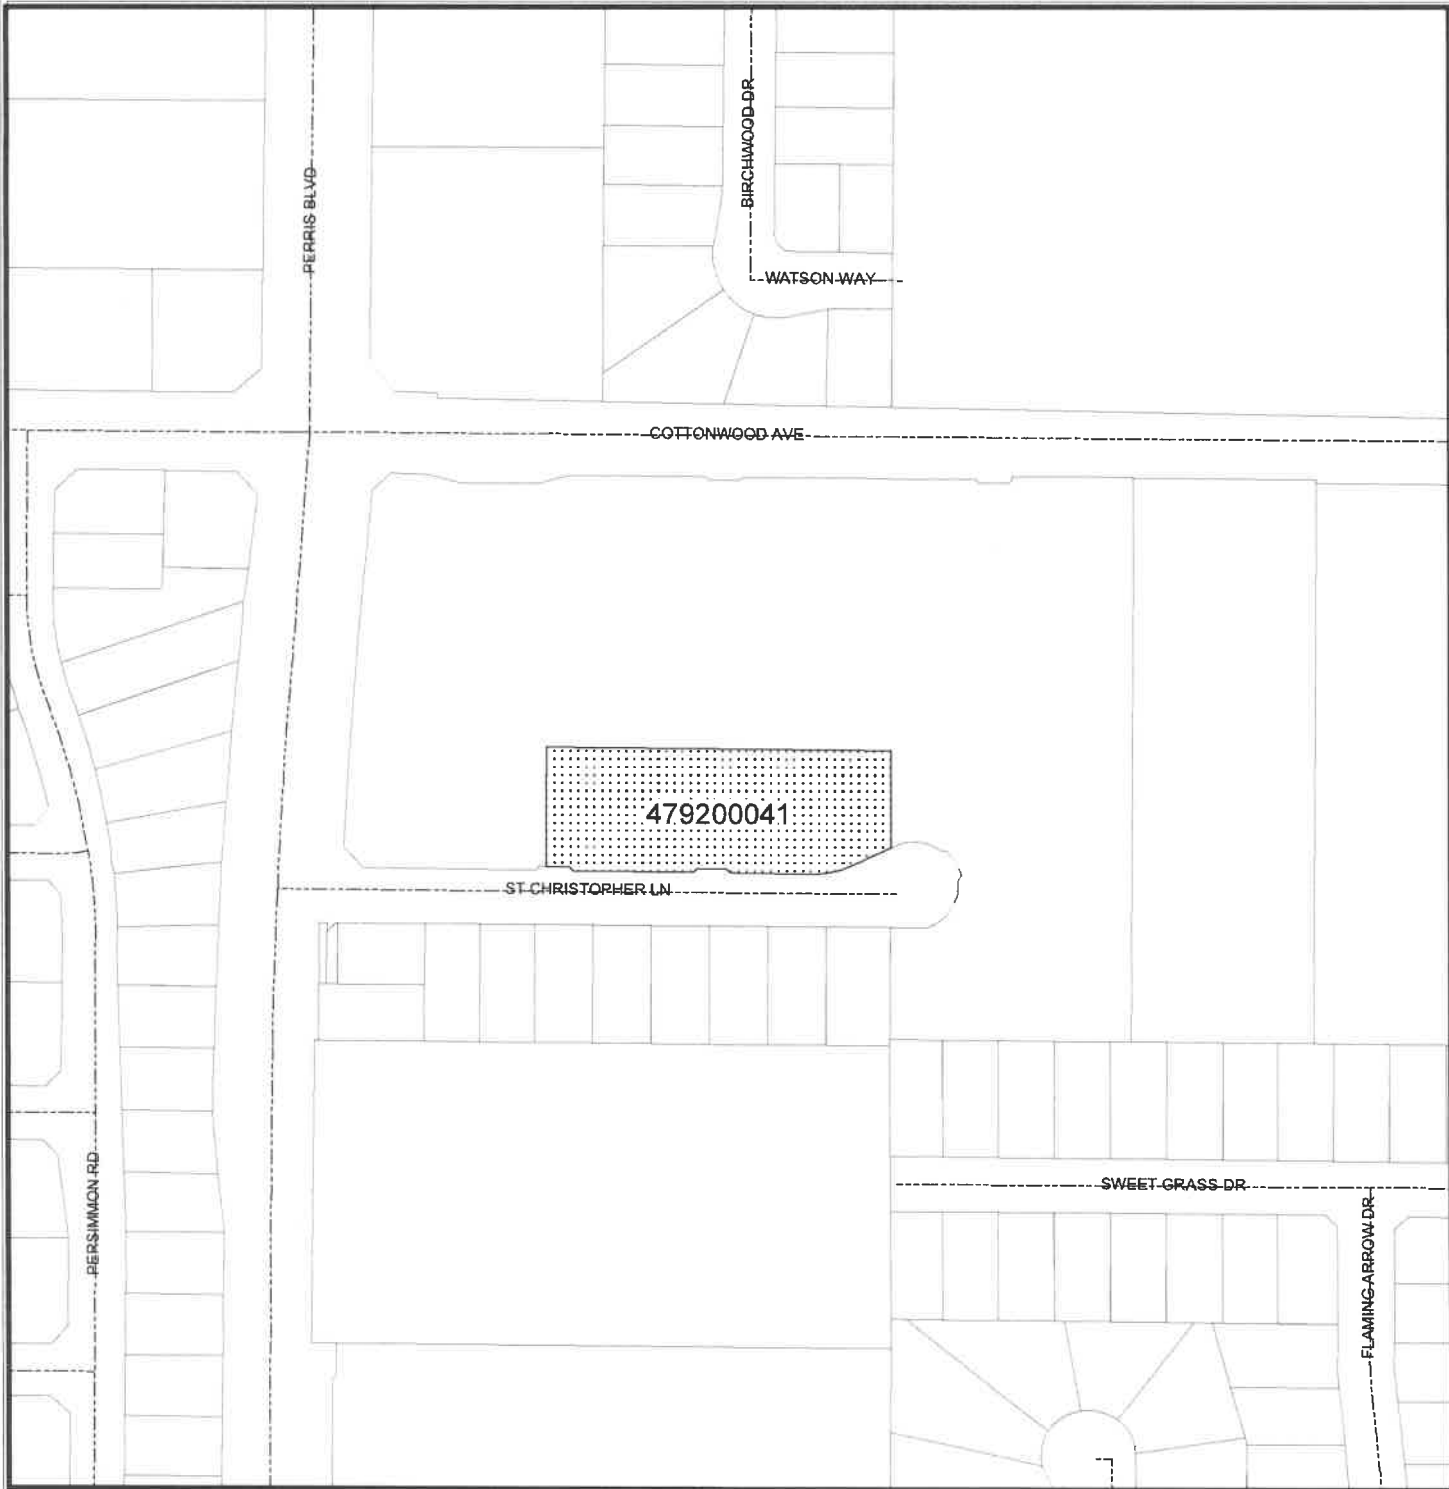 BIRCHWOOD DR
PERRIS BLVD
WATSON WAY
COTTONWOOD AVE
479200041
ST CHRISTOPHER LN
PERSIMMON RD
SWEET GRASS DR
FLAMING ARROW DR